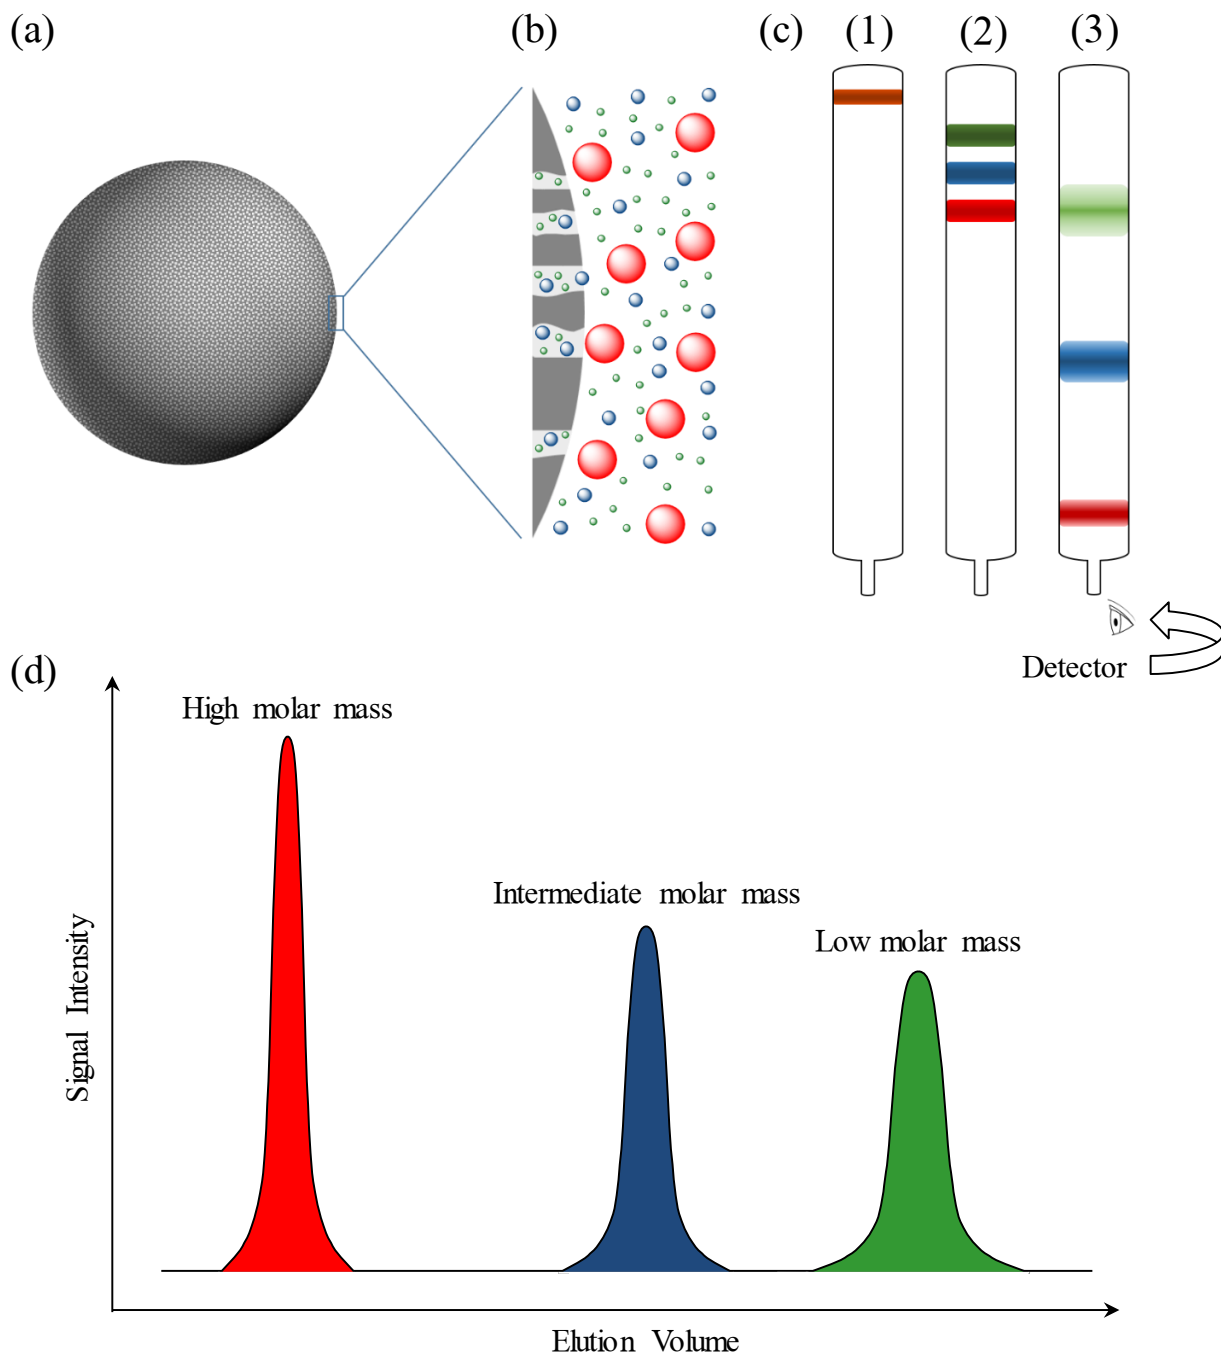 (a)
(b)
(c)
(1)
(2)
(3)
Detector
(d)
High molar mass
Intermediate molar mass
Low molar mass
Signal Intensity
Elution Volume